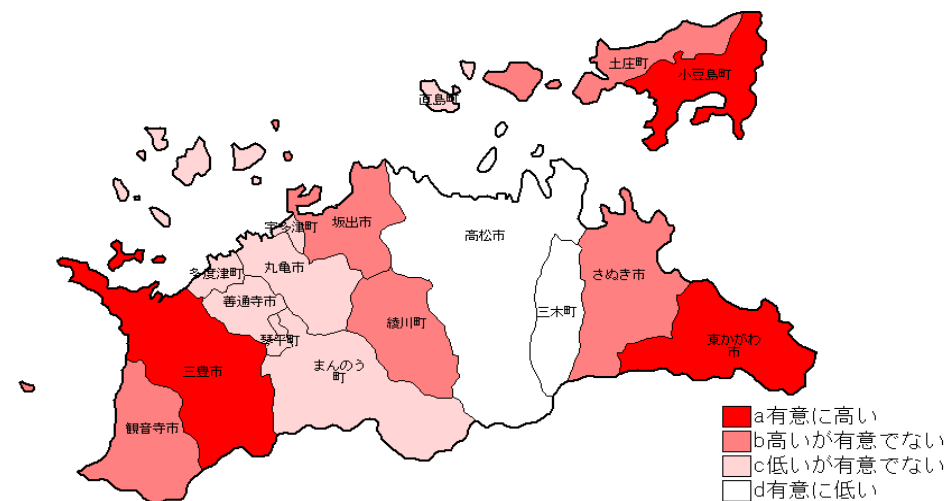 土庄町
小豆島町
直島町
宇多津町
坂出市
高松市
多度津町
丸亀市
さぬき市
善通寺市
綾川町
三木町
琴平町
東かがわ
市
三豊市
まんのう
町
観音寺市
a有意に高い
b高いが有意でない
c低いが有意でない
d有意に低い